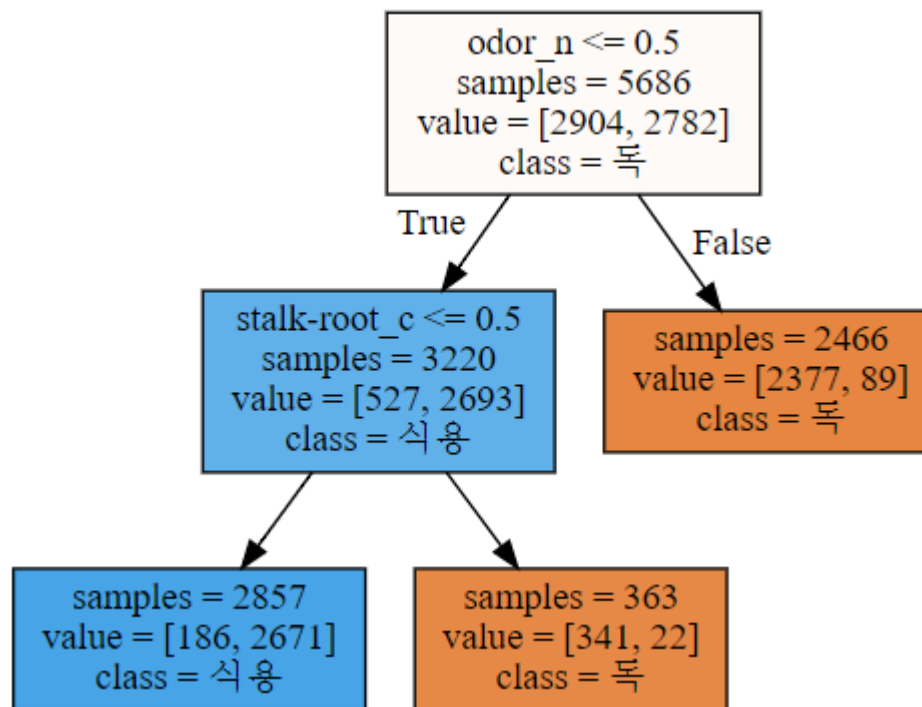 odor_n <= 0.5
samples = 5686
value = [2904, 2782]
class = 독
True
False
stalk-root_c <= 0.5
samples = 3220
value = [527, 2693]
class = 식용
samples = 2466
value = [2377, 89]
class = 독
samples = 2857
value = [186, 2671]
class = 식용
samples = 363
value = [341, 22]
class = 독